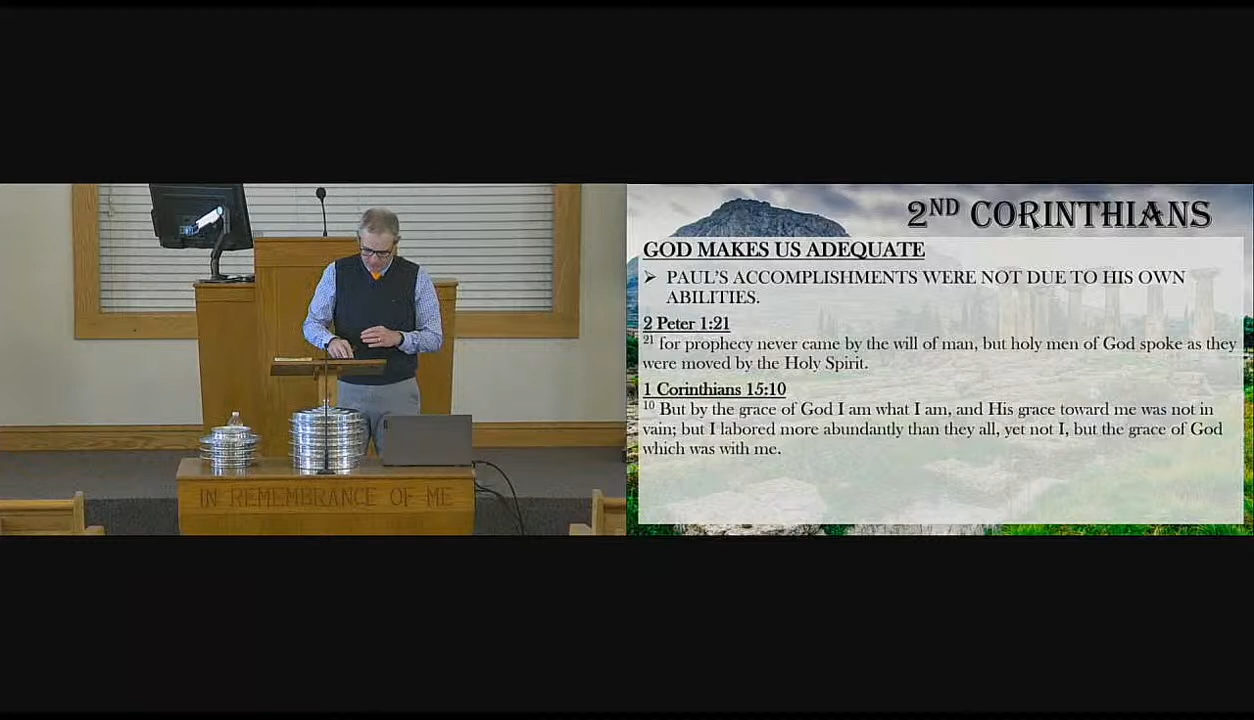 IN REMEMBRANCE OF ME
2ND CORINTHIANS
GOD MAKES US ADEQUATE
➢ PAUL'S ACCOMPLISHMENTS WERE NOT DUE TO HIS OWN
ABILITIES.
2 Peter 1:21
21 for prophecy never came by the will of man, but holy men of God spoke as they
were moved by the Holy Spirit.
1 Corinthians 15:10
10 But by the grace of God I am what I am, and His grace toward me was not in
vain; but I labored more abundantly than they all, yet not I, but the grace of God
which was with me.